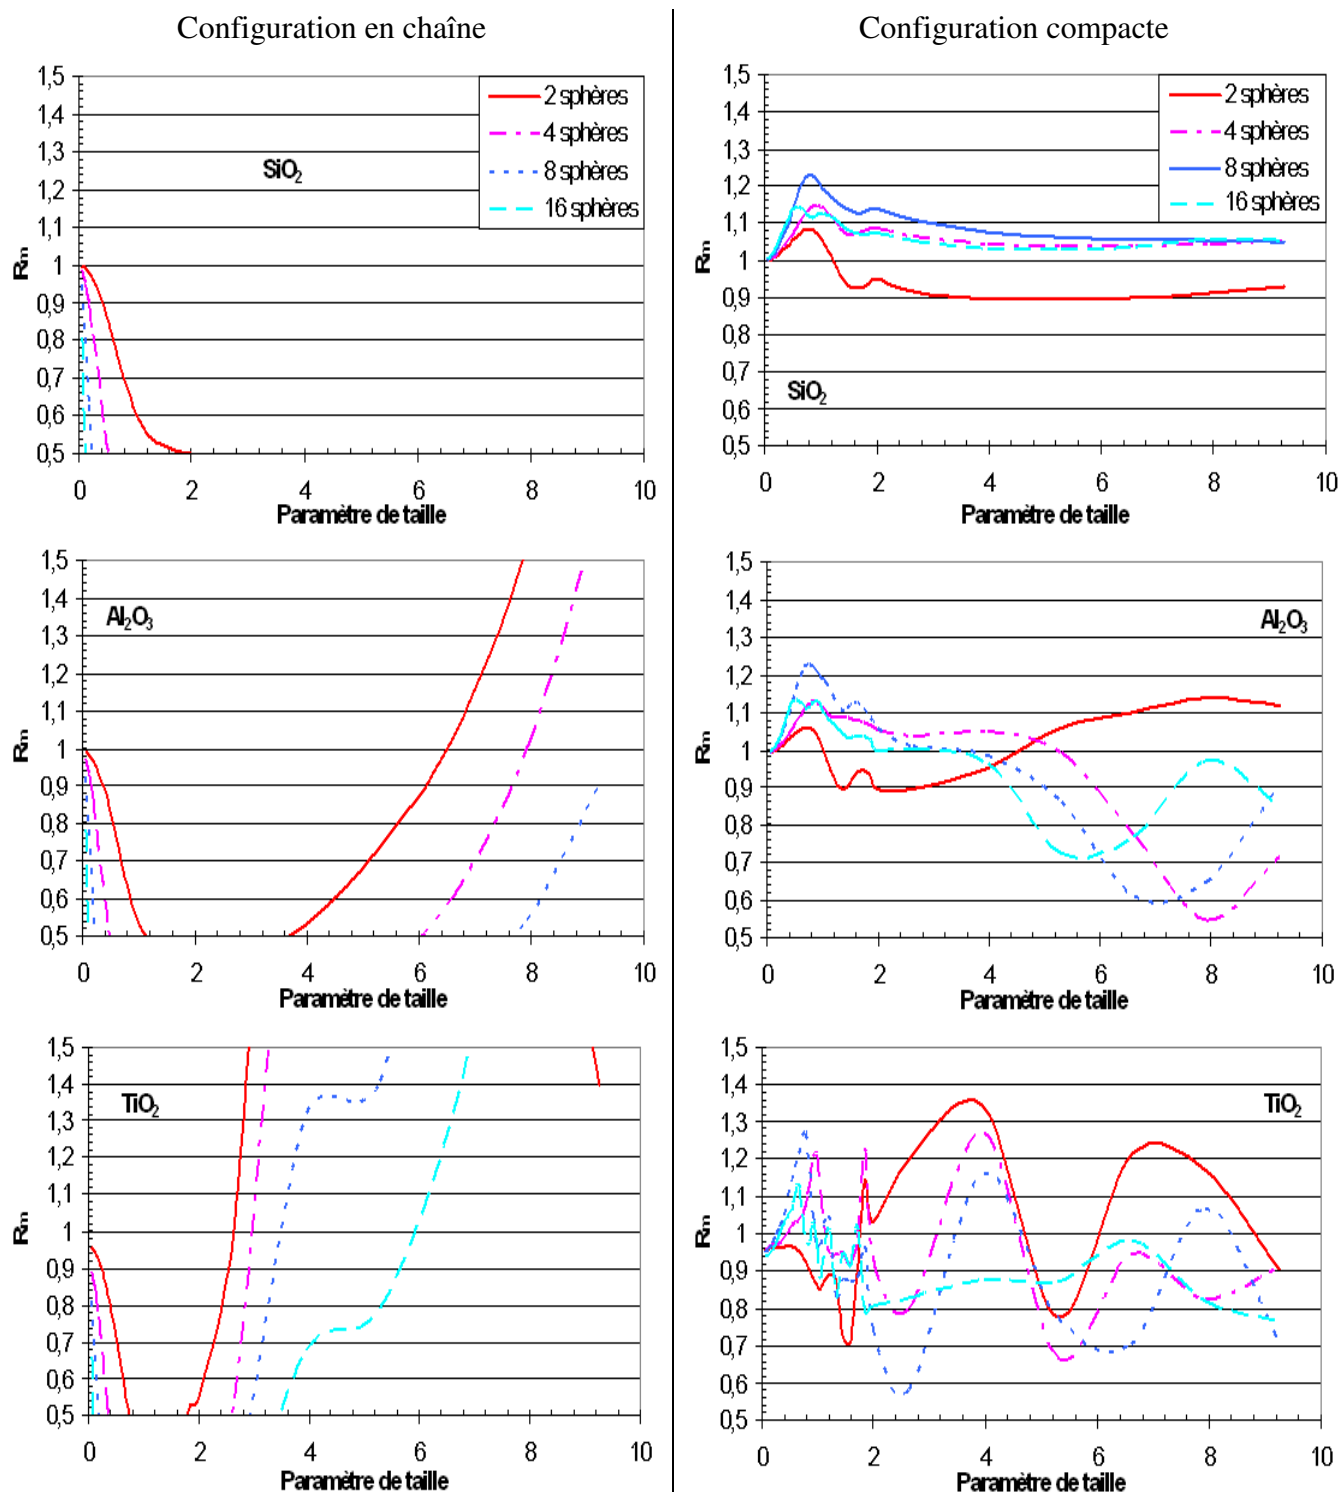 Configuration en chaîne
Configuration compacte
1,5
1,4
1,3
1,2
1,1
1
0,9
0,8
0,7
0,6
0,5
Rm
SiO₂
2 sphères
4 sphères
8 sphères
16 sphères
0 2 4 6 8 10
Paramètre de taille
1,5
1,4
1,3
1,2
1,1
1
0,9
0,8
0,7
0,6
0,5
Rm
2 sphères
4 sphères
8 sphères
16 sphères
SiO₂
0 2 4 6 8 10
Paramètre de taille
1,5
1,4
1,3
1,2
1,1
1
0,9
0,8
0,7
0,6
0,5
Rm
Al₂O₃
0 2 4 6 8 10
Paramètre de taille
1,5
1,4
1,3
1,2
1,1
1
0,9
0,8
0,7
0,6
0,5
Rm
Al₂O₃
0 2 4 6 8 10
Paramètre de taille
1,5
1,4
1,3
1,2
1,1
1
0,9
0,8
0,7
0,6
0,5
Rm
TiO₂
0 2 4 6 8 10
Paramètre de taille
1,5
1,4
1,3
1,2
1,1
1
0,9
0,8
0,7
0,6
0,5
Rm
TiO₂
0 2 4 6 8 10
Paramètre de taille